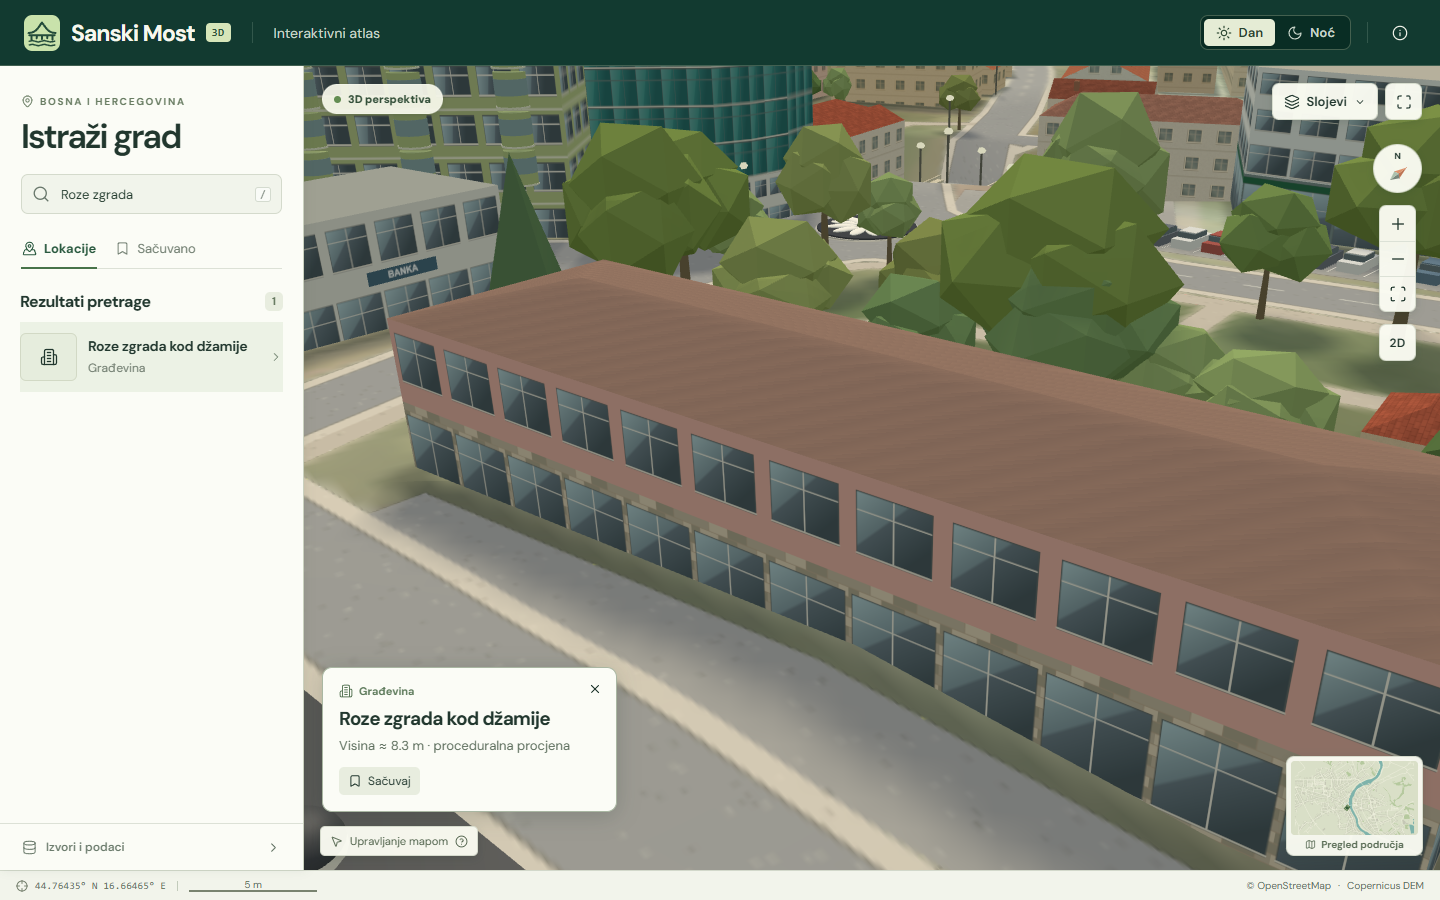 Sanski Most 3D
Interaktivni atlas
Dan
Noć
BOSNA I HERCEGOVINA
Istraži grad
Roze zgrada /
Lokacije
Sačuvano
Rezultati pretrage 1
Roze zgrada kod džamije
Građevina
Izvori i podaci
3D perspektiva
Slojevi
N
2D
BANKA
Građevina
Roze zgrada kod džamije
Visina ≈ 8.3 m · proceduralna procjena
Sačuvaj
Upravljanje mapom
Pregled područja
44.76435° N 16.66465° E
5 m
© OpenStreetMap · Copernicus DEM